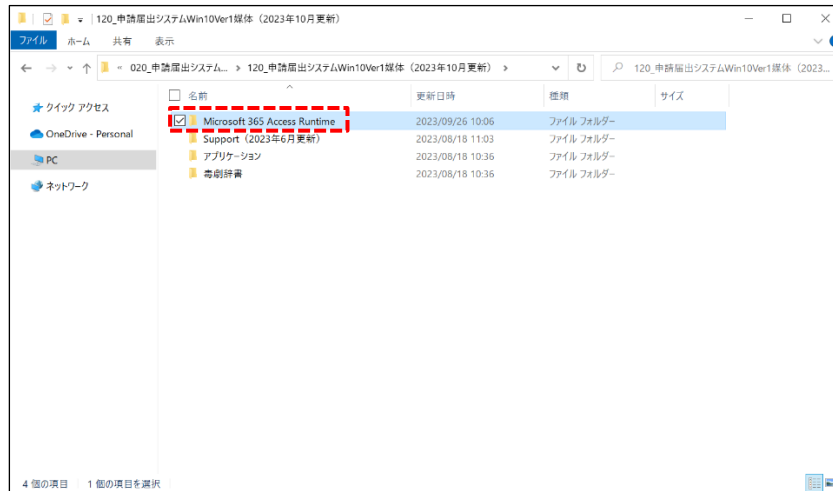 120_申請届出システムWin10Ver1媒体（2023年10月更新）
ファイル ホーム 共有 表示
« 020_申請届出システム... > 120_申請届出システムWin10Ver1媒体（2023年10月更新） >
120_申請届出システムWin10Ver1媒体（2023...
名前 更新日時 種類 サイズ
クイック アクセス
Microsoft 365 Access Runtime 2023/09/26 10:06 ファイル フォルダー
OneDrive - Personal
Support（2023年6月更新） 2023/08/18 11:03 ファイル フォルダー
PC
アプリケーション 2023/08/18 10:36 ファイル フォルダー
毒劇辞書 2023/08/18 10:36 ファイル フォルダー
ネットワーク
4 個の項目 1 個の項目を選択